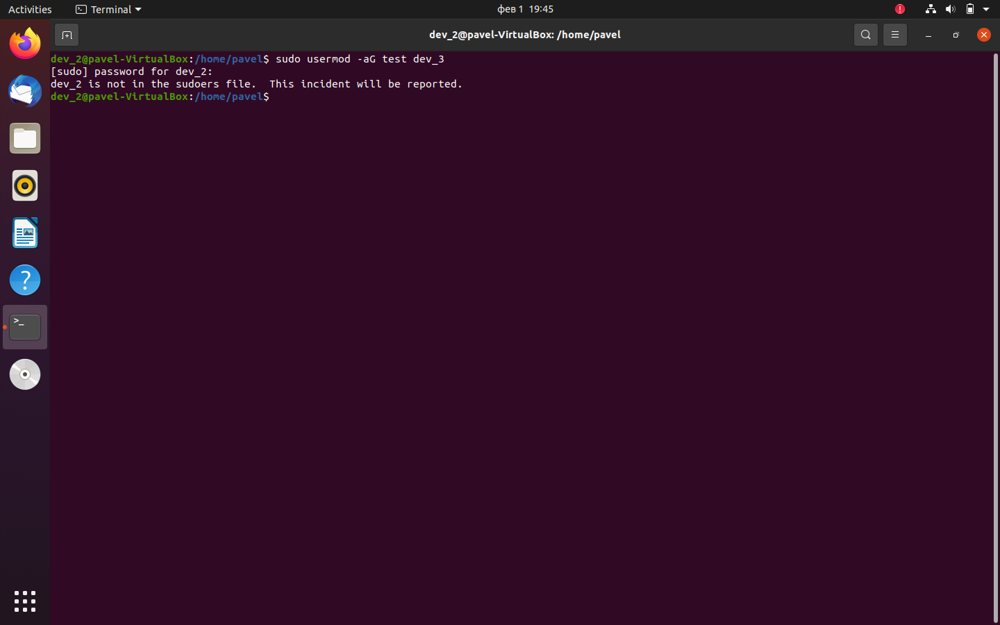 Activities
Terminal
фев 1 19:45
dev_2@pavel-VirtualBox: /home/pavel
dev_2@pavel-VirtualBox:/home/pavel$ sudo usermod -aG test dev_3
[sudo] password for dev_2:
dev_2 is not in the sudoers file.  This incident will be reported.
dev_2@pavel-VirtualBox:/home/pavel$